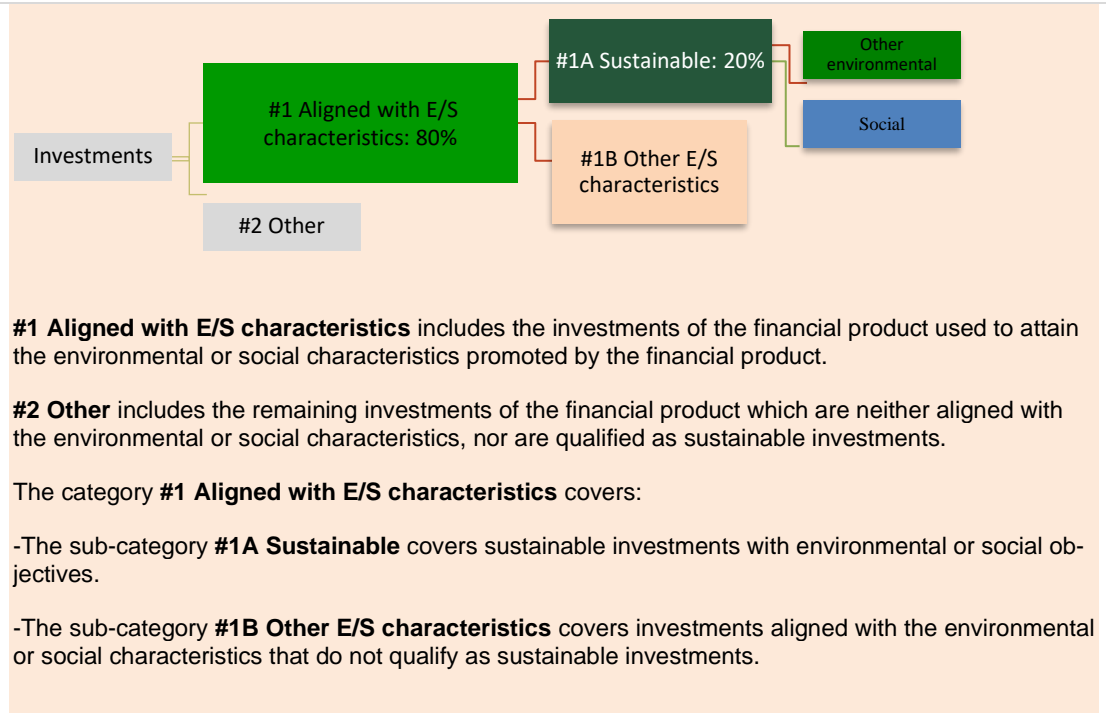 #1A Sustainable: 20%
Other
environmental
#1 Aligned with E/S
characteristics: 80%
Social
Investments
#1B Other E/S
characteristics
#2 Other
#1 Aligned with E/S characteristics includes the investments of the financial product used to attain
the environmental or social characteristics promoted by the financial product.
#2 Other includes the remaining investments of the financial product which are neither aligned with
the environmental or social characteristics, nor are qualified as sustainable investments.
The category #1 Aligned with E/S characteristics covers:
-The sub-category #1A Sustainable covers sustainable investments with environmental or social ob-
jectives.
-The sub-category #1B Other E/S characteristics covers investments aligned with the environmental
or social characteristics that do not qualify as sustainable investments.